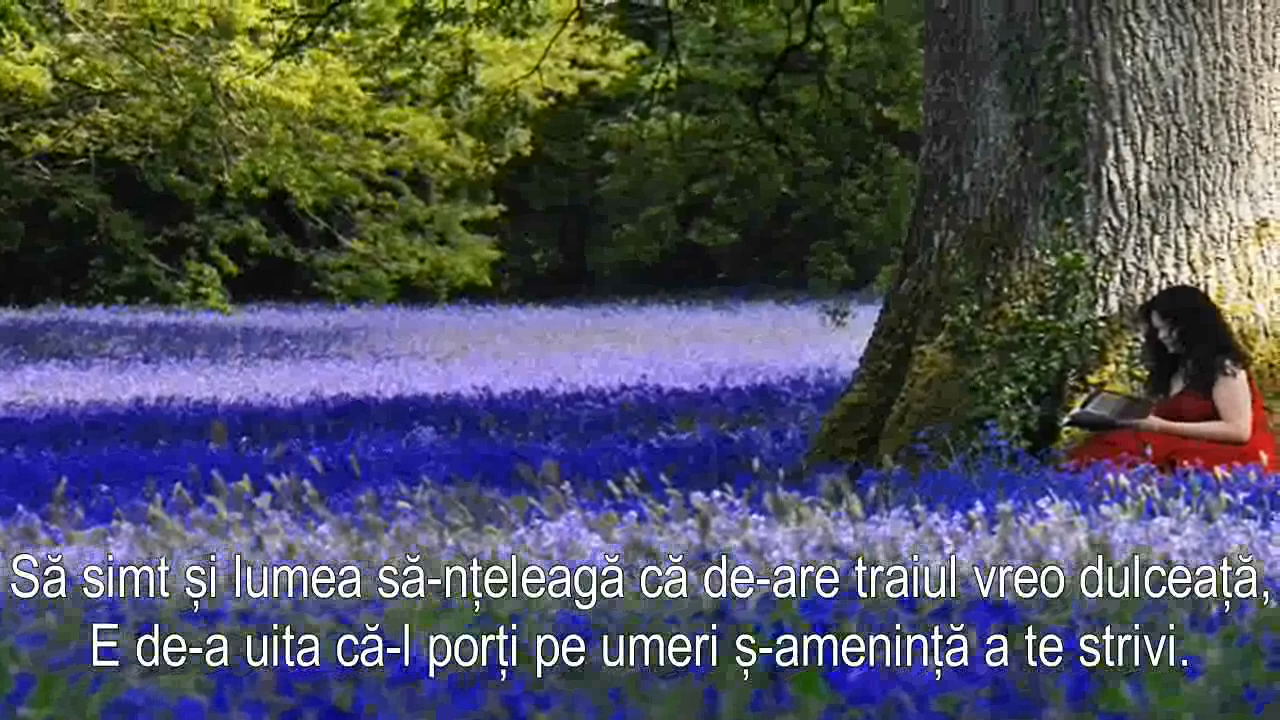 Să simt și lumea să-nțeleagă că de-are traiul vreo dulceață,
E de-a uita că-l porți pe umeri ș-amenință a te strivi.